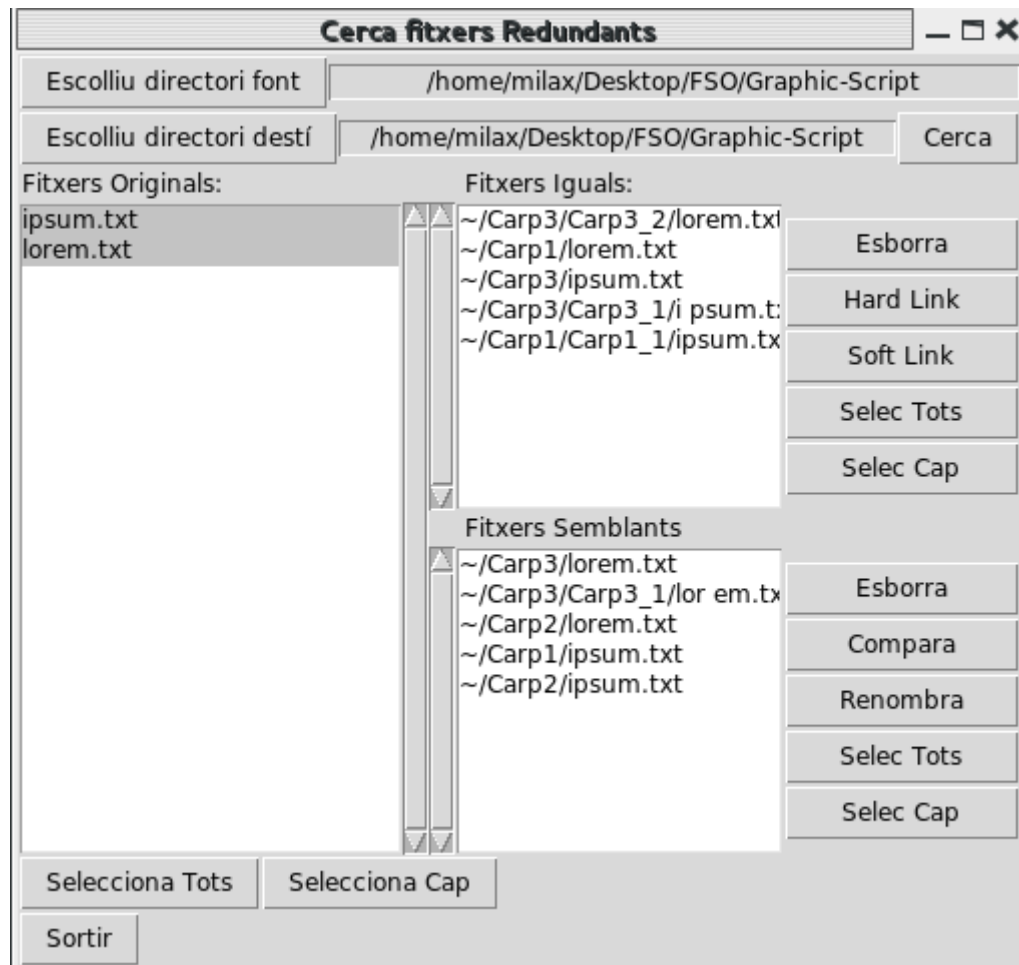 Cerca fitxers Redundants
Escolliu directori font
/home/milax/Desktop/FSO/Graphic-Script
Escolliu directori destí
/home/milax/Desktop/FSO/Graphic-Script
Cerca
Fitxers Originals:
ipsum.txt
lorem.txt
Fitxers Iguals:
~/Carp3/Carp3_2/lorem.txt
~/Carp1/lorem.txt
~/Carp3/ipsum.txt
~/Carp3/Carp3_1/i psum.t
~/Carp1/Carp1_1/ipsum.tx
Esborra
Hard Link
Soft Link
Selec Tots
Selec Cap
Fitxers Semblants
~/Carp3/lorem.txt
~/Carp3/Carp3_1/lor em.tx
~/Carp2/lorem.txt
~/Carp1/ipsum.txt
~/Carp2/ipsum.txt
Esborra
Compara
Renombra
Selec Tots
Selec Cap
Selecciona Tots
Selecciona Cap
Sortir